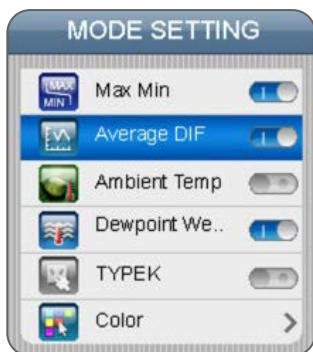 MODE SETTING
MAX
MIN
Max Min
Average DIF
Ambient Temp
Dewpoint We..
TYPEK
Color